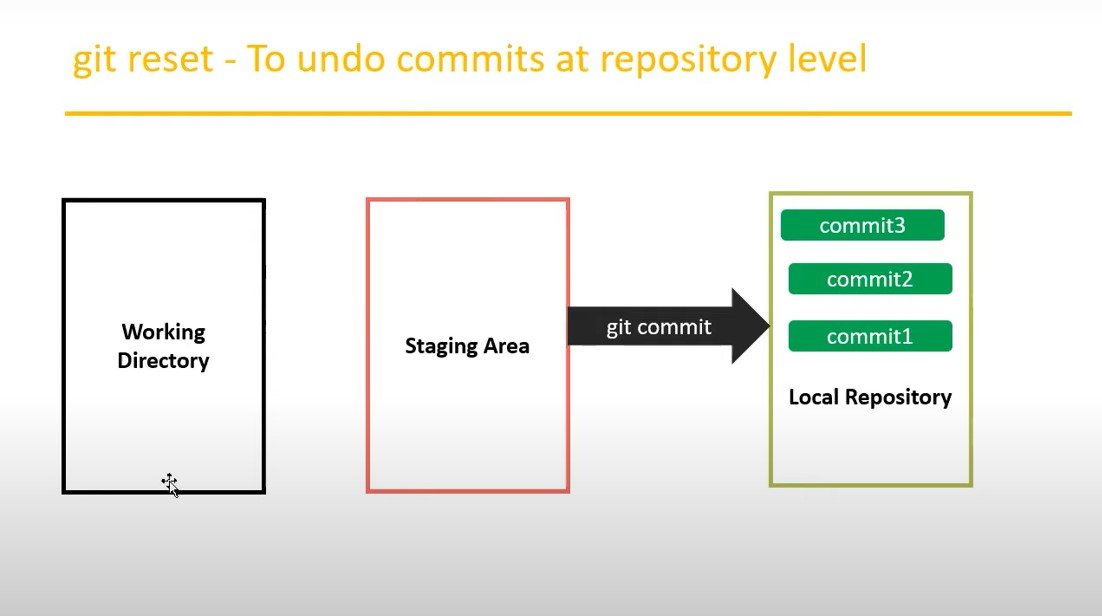 git reset - To undo commits at repository level
Working
Directory
Staging Area
git commit
commit3
commit2
commit1
Local Repository